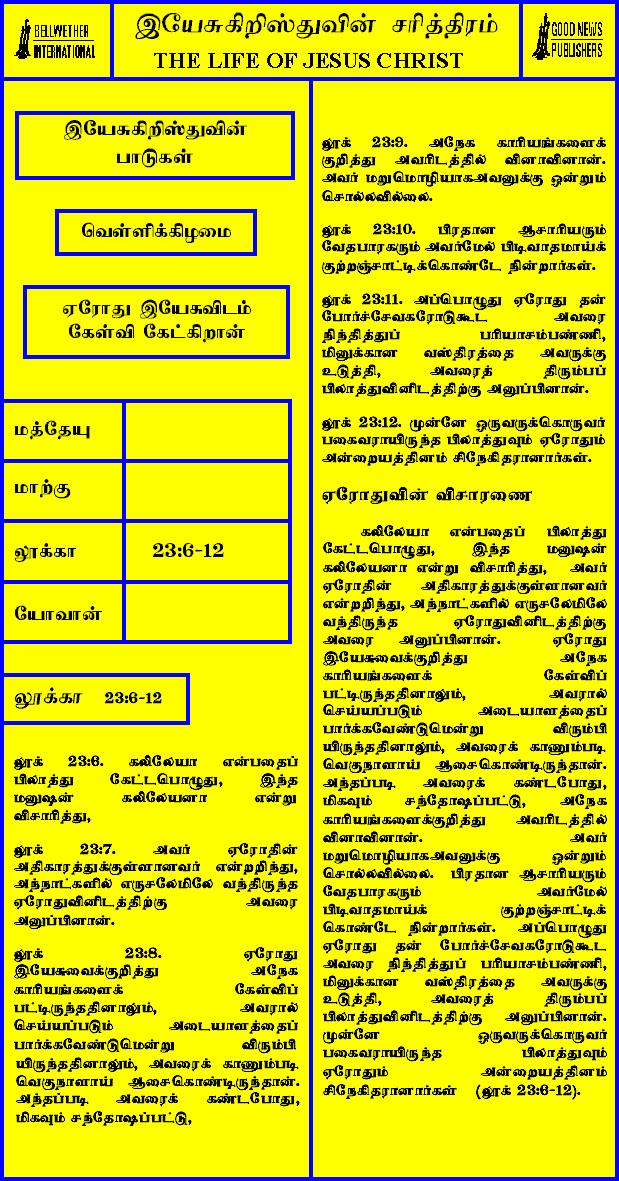 BELLWETHER
INTERNATIONAL
இயேசுகிறிஸ்துவின் சரித்திரம்
THE LIFE OF JESUS CHRIST
GOOD NEWS
PUBLISHERS
இயேசுகிறிஸ்துவின்
பாடுகள்
வெள்ளிக்கிழமை
ஏரோது இயேசுவிடம்
கேள்வி கேட்கிறான்
மத்தேயு
மாற்கு
லூக்கா 23:6-12
யோவான்
லூக்கா 23:6-12
லூக் 23:6. கலிலேயா என்பதைப்
பிலாத்து கேட்டபொழுது, இந்த
மனுஷன் கலிலேயனா என்று
விசாரித்து,
லூக் 23:7. அவர் ஏரோதின்
அதிகாரத்துக்குள்ளானவர் என்றறிந்து,
அந்நாட்களில் எருசலேமிலே வந்திருந்த
ஏரோதுவினிடத்திற்கு அவரை
அனுப்பினான்.
லூக் 23:8. ஏரோது
இயேசுவைக்குறித்து அநேக
காரியங்களைக் கேள்விப்
பட்டிருந்ததினாலும், அவரால்
செய்யப்படும் அடையாளத்தைப்
பார்க்கவேண்டுமென்று விரும்பி
யிருந்ததினாலும், அவரைக் காணும்படி
வெகுநாளாய் ஆசைகொண்டிருந்தான்.
அந்தப்படி அவரைக் கண்டபோது,
மிகவும் சந்தோஷப்பட்டு,
லூக் 23:9. அநேக காரியங்களைக்
குறித்து அவரிடத்தில் வினாவினான்.
அவர் மறுமொழியாகஅவனுக்கு ஒன்றும்
சொல்லவில்லை.
லூக் 23:10. பிரதான ஆசாரியரும்
வேதபாரகரும் அவர்மேல் பிடிவாதமாய்க்
குற்றஞ்சாட்டிக்கொண்டே நின்றார்கள்.
லூக் 23:11. அப்பொழுது ஏரோது தன்
போர்ச்சேவகரோடுகூட அவரை
நிந்தித்துப் பரியாசம்பண்ணி,
மினுக்கான வஸ்திரத்தை அவருக்கு
உடுத்தி, அவரைத் திரும்பப்
பிலாத்துவினிடத்திற்கு அனுப்பினான்.
லூக் 23:12. முன்னே ஒருவருக்கொருவர்
பகைவராயிருந்த பிலாத்துவும் ஏரோதும்
அன்றையத்தினம் சிநேகிதரானார்கள்.
ஏரோதுவின் விசாரணை
கலிலேயா என்பதைப் பிலாத்து
கேட்டபொழுது, இந்த மனுஷன்
கலிலேயனா என்று விசாரித்து, அவர்
ஏரோதின் அதிகாரத்துக்குள்ளானவர்
என்றறிந்து, அந்நாட்களில் எருசலேமிலே
வந்திருந்த ஏரோதுவினிடத்திற்கு
அவரை அனுப்பினான். ஏரோது
இயேசுவைக்குறித்து அநேக
காரியங்களைக் கேள்விப்
பட்டிருந்ததினாலும், அவரால்
செய்யப்படும் அடையாளத்தைப்
பார்க்கவேண்டுமென்று விரும்பி
யிருந்ததினாலும், அவரைக் காணும்படி
வெகுநாளாய் ஆசைகொண்டிருந்தான்.
அந்தப்படி அவரைக் கண்டபோது,
மிகவும் சந்தோஷப்பட்டு, அநேக
காரியங்களைக்குறித்து அவரிடத்தில்
வினாவினான். அவர்
மறுமொழியாகஅவனுக்கு ஒன்றும்
சொல்லவில்லை. பிரதான ஆசாரியரும்
வேதபாரகரும் அவர்மேல்
பிடிவாதமாய்க் குற்றஞ்சாட்டிக்
கொண்டே நின்றார்கள். அப்பொழுது
ஏரோது தன் போர்ச்சேவகரோடுகூட
அவரை நிந்தித்துப் பரியாசம்பண்ணி,
மினுக்கான வஸ்திரத்தை அவருக்கு
உடுத்தி, அவரைத் திரும்பப்
பிலாத்துவினிடத்திற்கு அனுப்பினான்.
முன்னே ஒருவருக்கொருவர்
பகைவராயிருந்த பிலாத்துவும்
ஏரோதும் அன்றையத்தினம்
சிநேகிதரானார்கள் (லூக் 23:6-12).